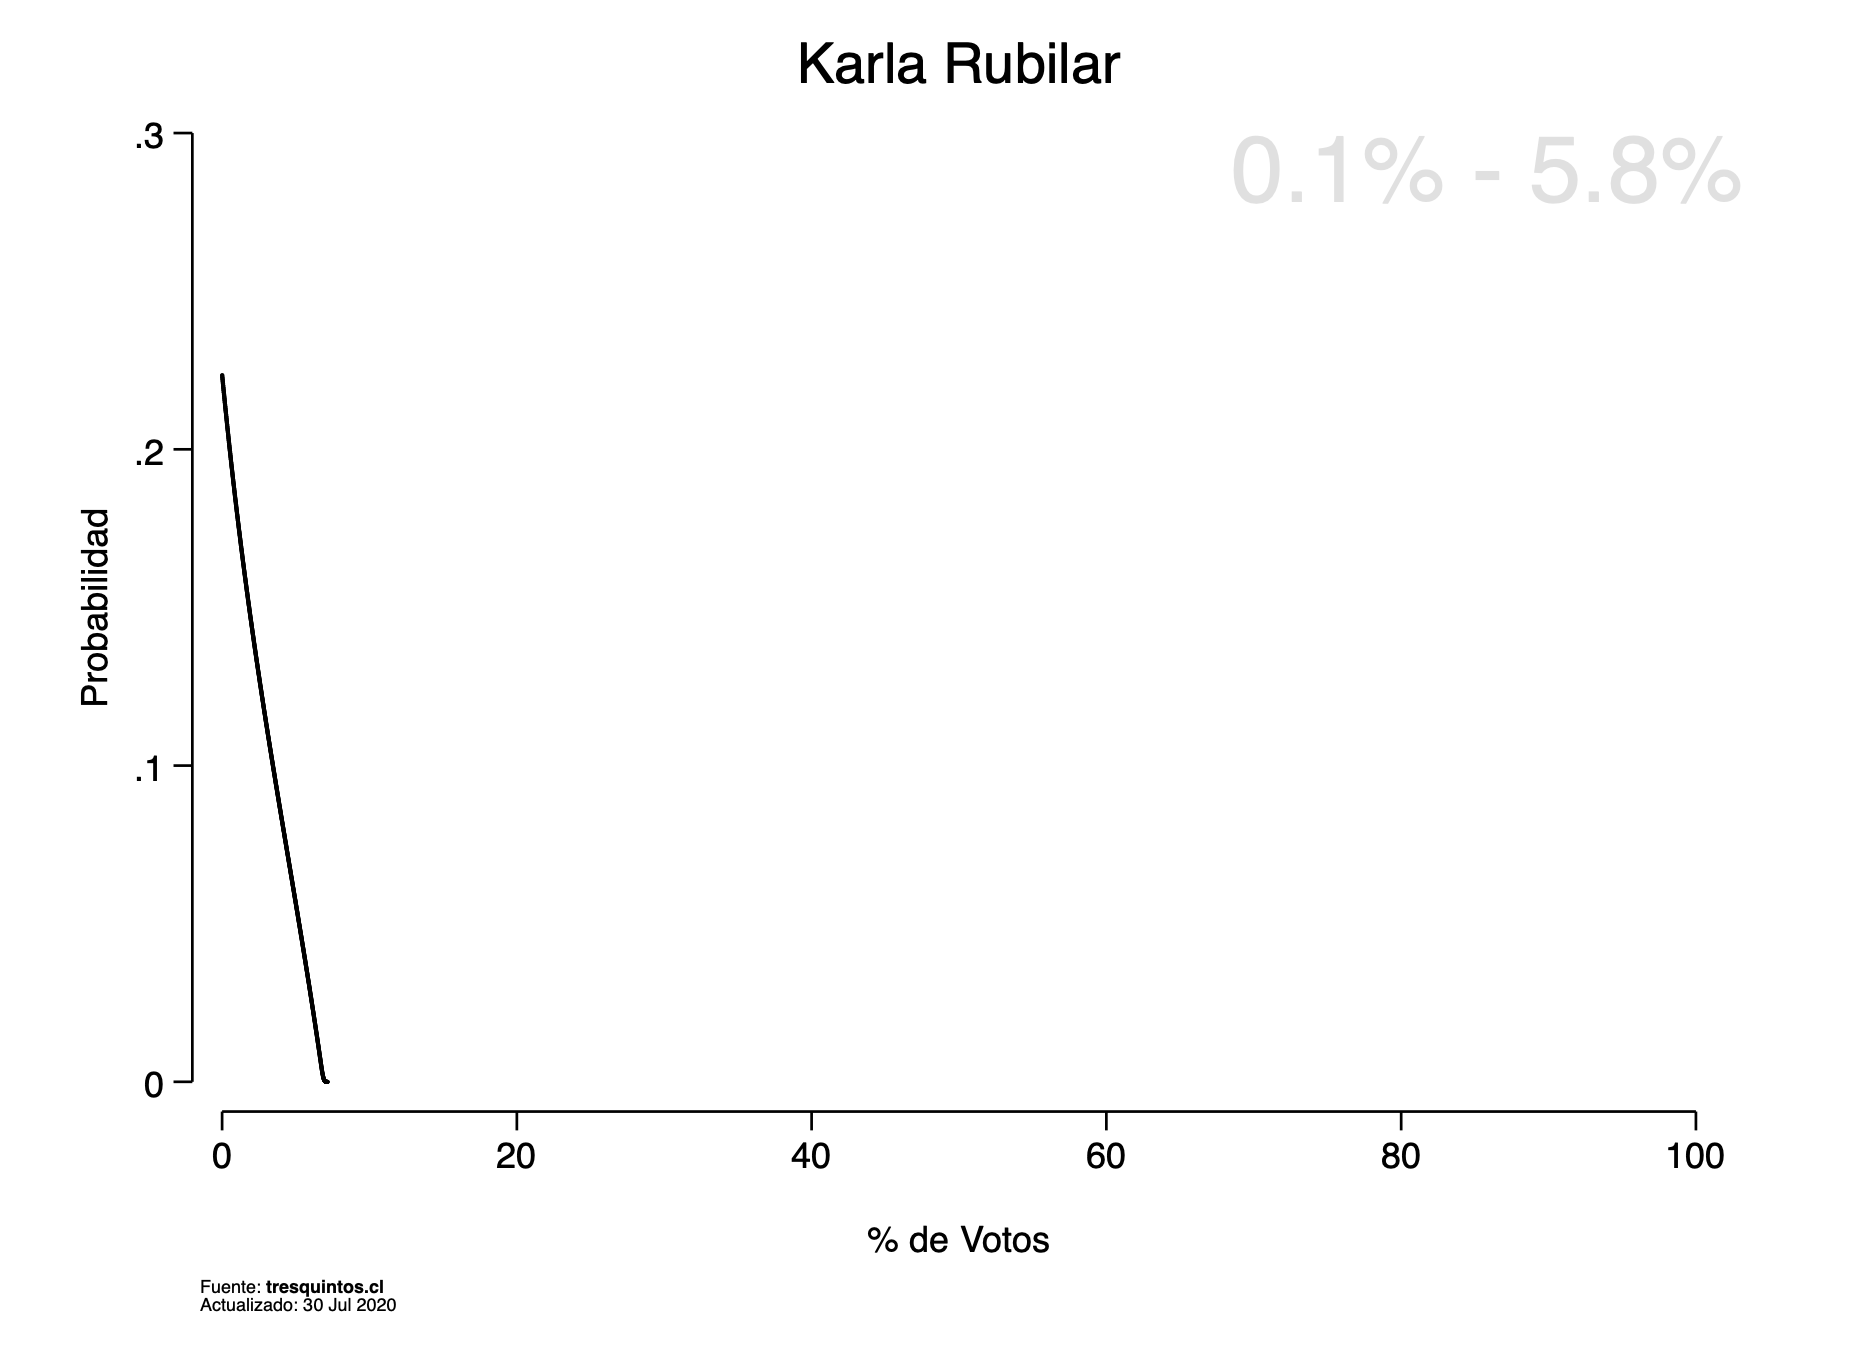 Karla Rubilar
0.1% - 5.8%
.3
.2
.1
0
Probabilidad
0 20 40 60 80 100
% de Votos
Fuente: tresquintos.cl
Actualizado: 30 Jul 2020